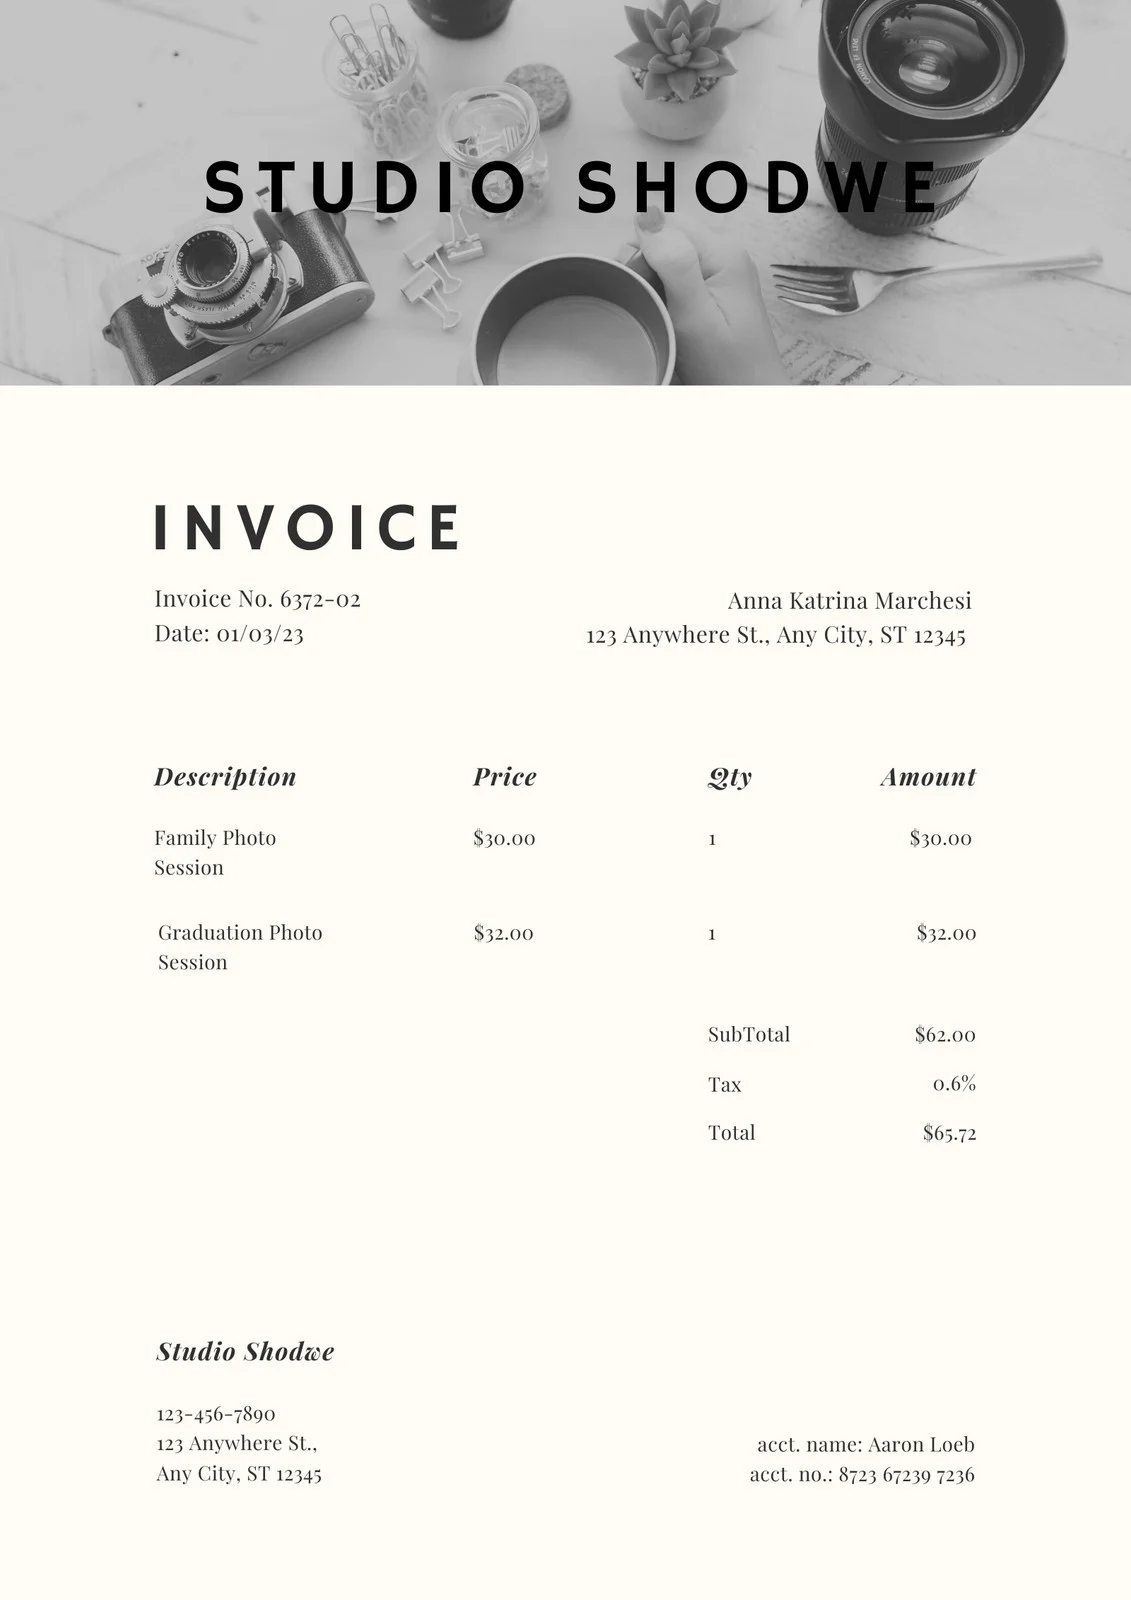 STUDIO SHODWE
INVOICE
Invoice No. 6372-02
Date: 01/03/23
Anna Katrina Marchesi
123 Anywhere St., Any City, ST 12345
Description Price Qty Amount
Family Photo $30.00 1 $30.00
Session
Graduation Photo $32.00 1 $32.00
Session
SubTotal $62.00
Tax 0.6%
Total $65.72
Studio Shodwe
123-456-7890
123 Anywhere St.,
Any City, ST 12345
acct. name: Aaron Loeb
acct. no.: 8723 67239 7236